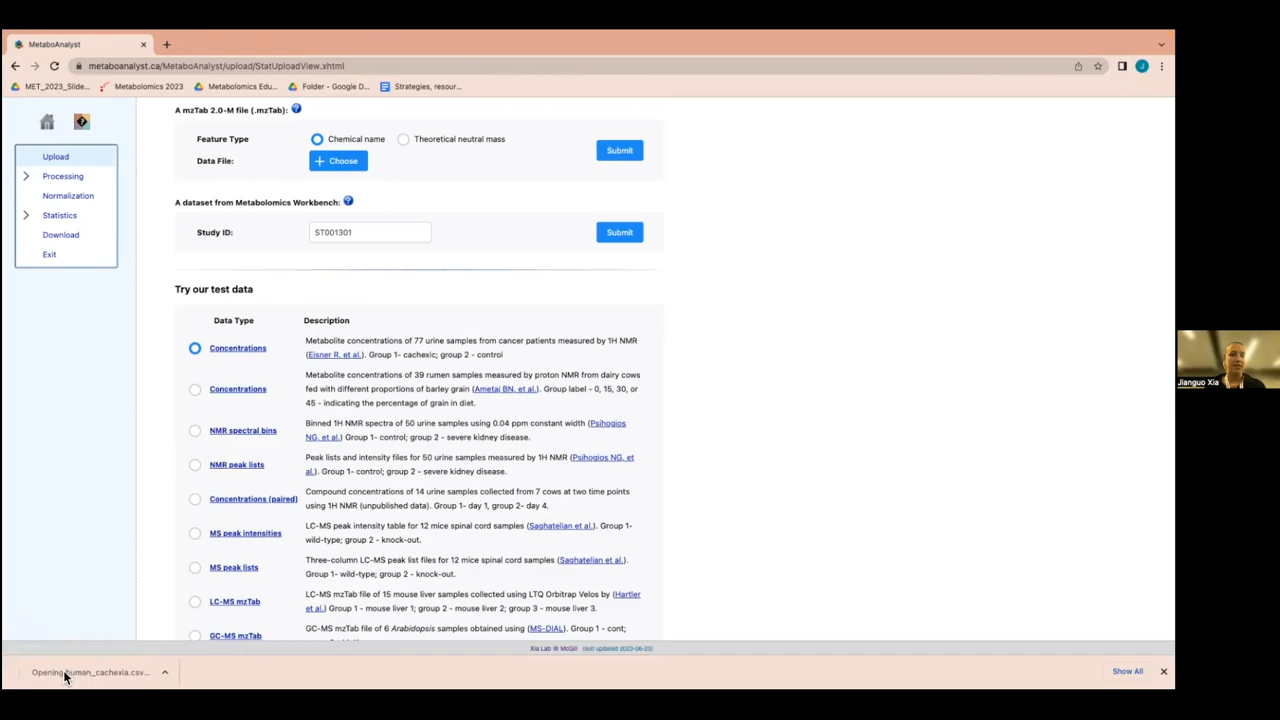 MetaboAnalyst
metaboanalyst.ca/MetaboAnalyst/upload/StatUploadView.xhtml
J
MET_2023_Slide... Metabolomics 2023 Metabolomics Edu... Folder - Google D... Strategies, resour...
A mzTab 2.0-M file (.mzTab): ?
Upload
Processing
Normalization
Statistics
Download
Exit
Feature Type Chemical name Theoretical neutral mass
Data File: + Choose
Submit
A dataset from Metabolomics Workbench: ?
Study ID: ST001301 Submit
Try our test data
Data Type Description
Concentrations Metabolite concentrations of 77 urine samples from cancer patients measured by 1H NMR
(Eisner R, et al.). Group 1- cachexic; group 2 - control
Concentrations Metabolite concentrations of 39 rumen samples measured by proton NMR from dairy cows
fed with different proportions of barley grain (Ametaj BN, et al.). Group label - 0, 15, 30, or
45 - indicating the percentage of grain in diet.
NMR spectral bins Binned 1H NMR spectra of 50 urine samples using 0.04 ppm constant width (Psihogios
NG, et al.) Group 1- control; group 2 - severe kidney disease.
NMR peak lists Peak lists and intensity files for 50 urine samples measured by 1H NMR (Psihogios NG, et
al.). Group 1- control; group 2 - severe kidney disease.
Concentrations (paired) Compound concentrations of 14 urine samples collected from 7 cows at two time points
using 1H NMR (unpublished data). Group 1- day 1, group 2- day 4.
MS peak intensities LC-MS peak intensity table for 12 mice spinal cord samples (Saghatelian et al.). Group 1-
wild-type; group 2 - knock-out.
MS peak lists Three-column LC-MS peak list files for 12 mice spinal cord samples (Saghatelian et al.).
Group 1- wild-type; group 2 - knock-out.
LC-MS mzTab LC-MS mzTab file of 15 mouse liver samples collected using LTQ Orbitrap Velos by (Hartler
et al.) Group 1 - mouse liver 1; group 2 - mouse liver 2; group 3 - mouse liver 3.
GC-MS mzTab GC-MS mzTab file of 6 Arabidopsis samples obtained using (MS-DIAL). Group 1 - cont;
Xia Lab @ McGill (last updated 2023-06-23)
Opening human_cachexia.csv... Show All
Jianguo Xia